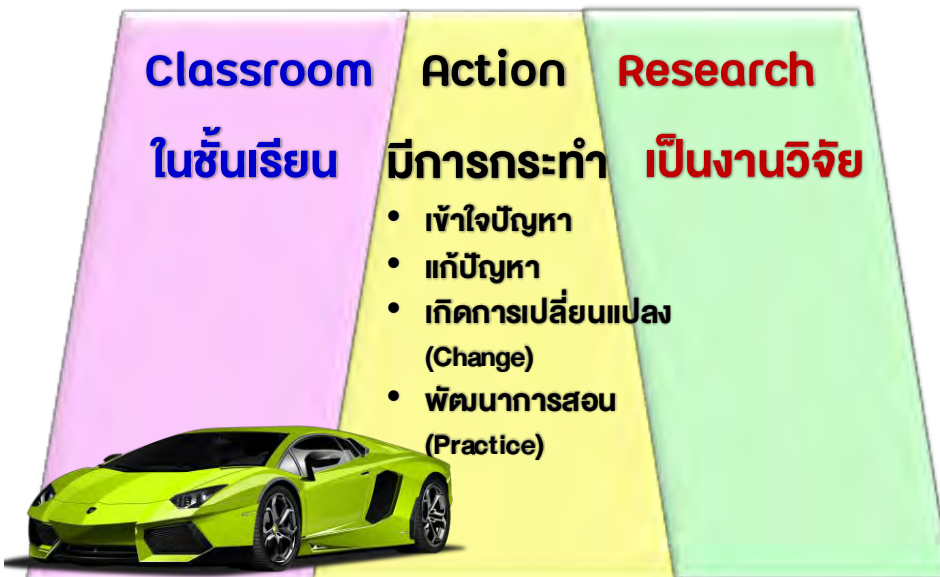 Classroom Action Research
ในชั้นเรียน มีการกระทำ เป็นงานวิจัย
• เข้าใจปัญหา
• แก้ปัญหา
• เกิดการเปลี่ยนแปลง
(Change)
• พัฒนาการสอน
(Practice)